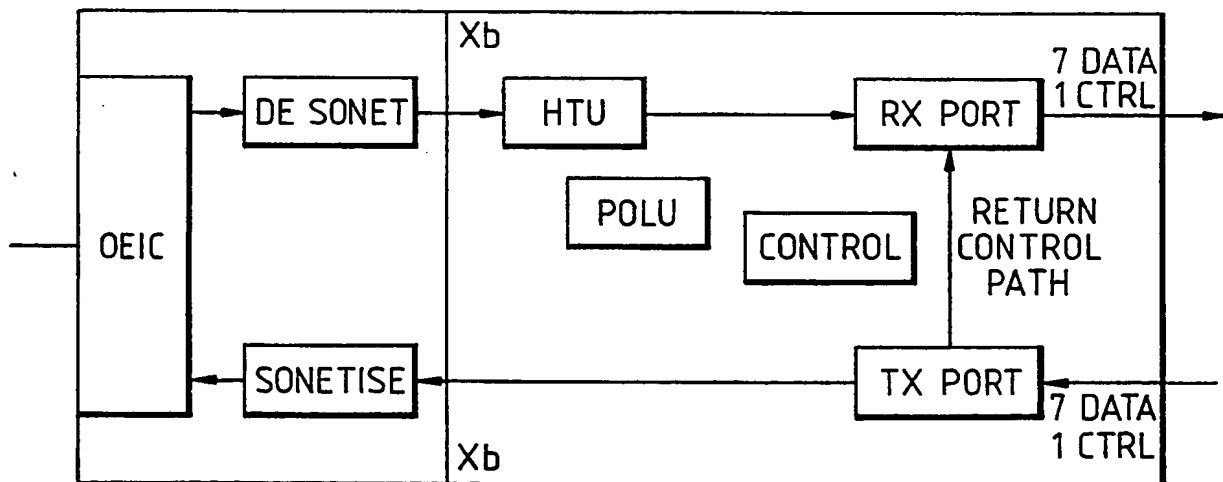 Xb
7 DATA
1 CTRL
DE SONET
HTU
RX PORT
POLU
CONTROL
RETURN
CONTROL
PATH
OEIC
SONETISE
TX PORT
7 DATA
1 CTRL
Xb